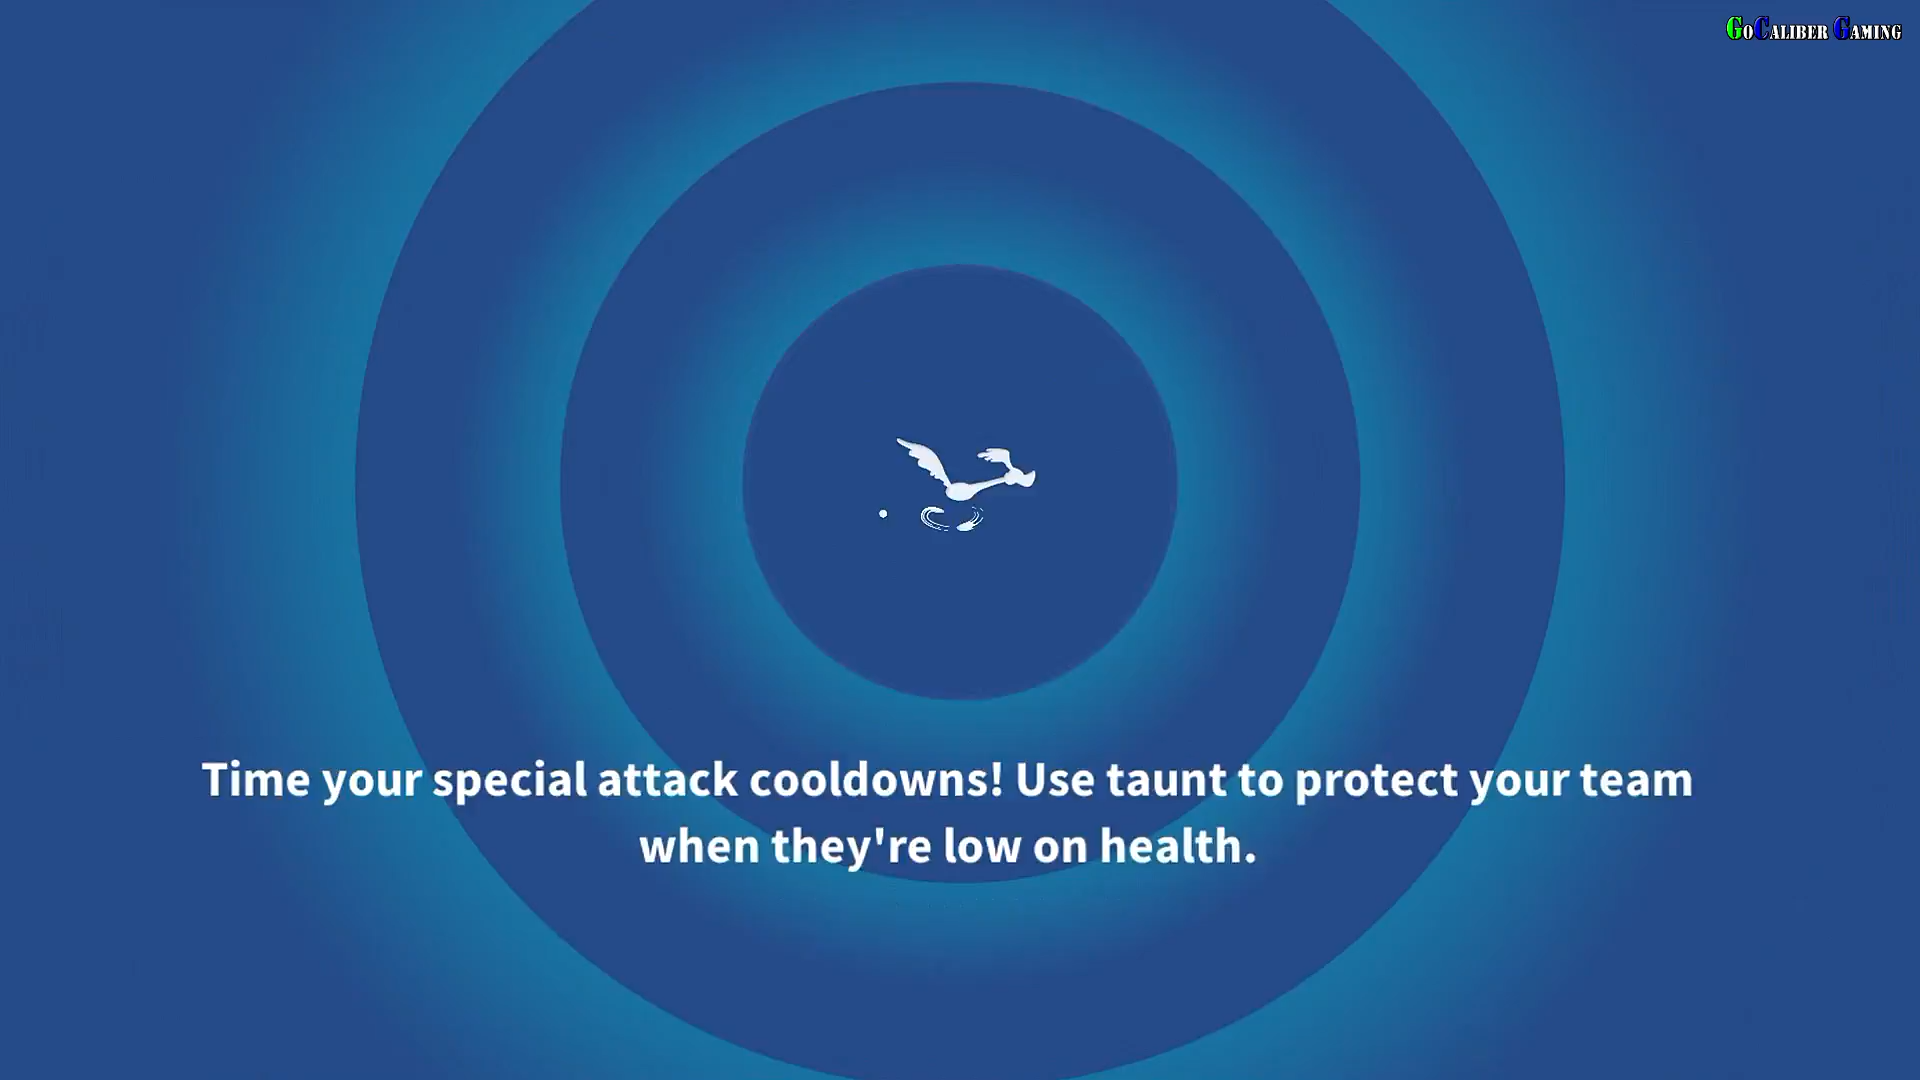 GoCaliber Gaming
Time your special attack cooldowns! Use taunt to protect your team
when they're low on health.